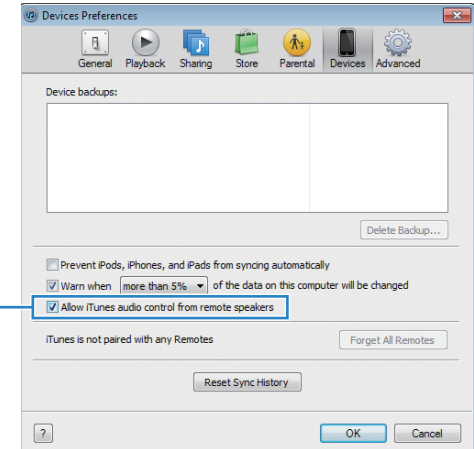 Devices Preferences
General Playback Sharing Store Parental Devices Advanced
Device backups:
Delete Backup...
Prevent iPods, iPhones, and iPads from syncing automatically
Warn when more than 5% of the data on this computer will be changed
Allow iTunes audio control from remote speakers
iTunes is not paired with any Remotes Forget All Remotes
Reset Sync History
? OK Cancel